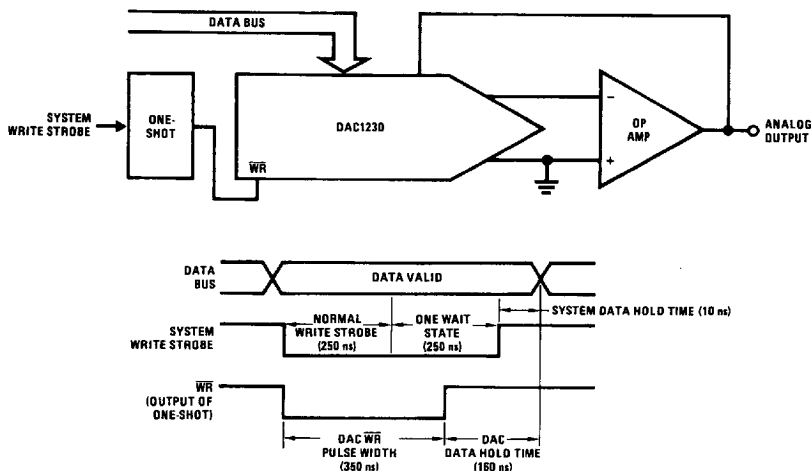 DATA BUS
SYSTEM
WRITE STROBE
ONE-
SHOT
DAC1230
WR
OP
AMP
−
+
ANALOG
OUTPUT
DATA
BUS
DATA VALID
SYSTEM DATA HOLD TIME (10 ns)
SYSTEM
WRITE STROBE
NORMAL
WRITE STROBE
(250 ns)
ONE WAIT
STATE
(250 ns)
WR
(OUTPUT OF
ONE-SHOT)
DAC WR
PULSE WIDTH
(350 ns)
DAC
DATA HOLD TIME
(160 ns)